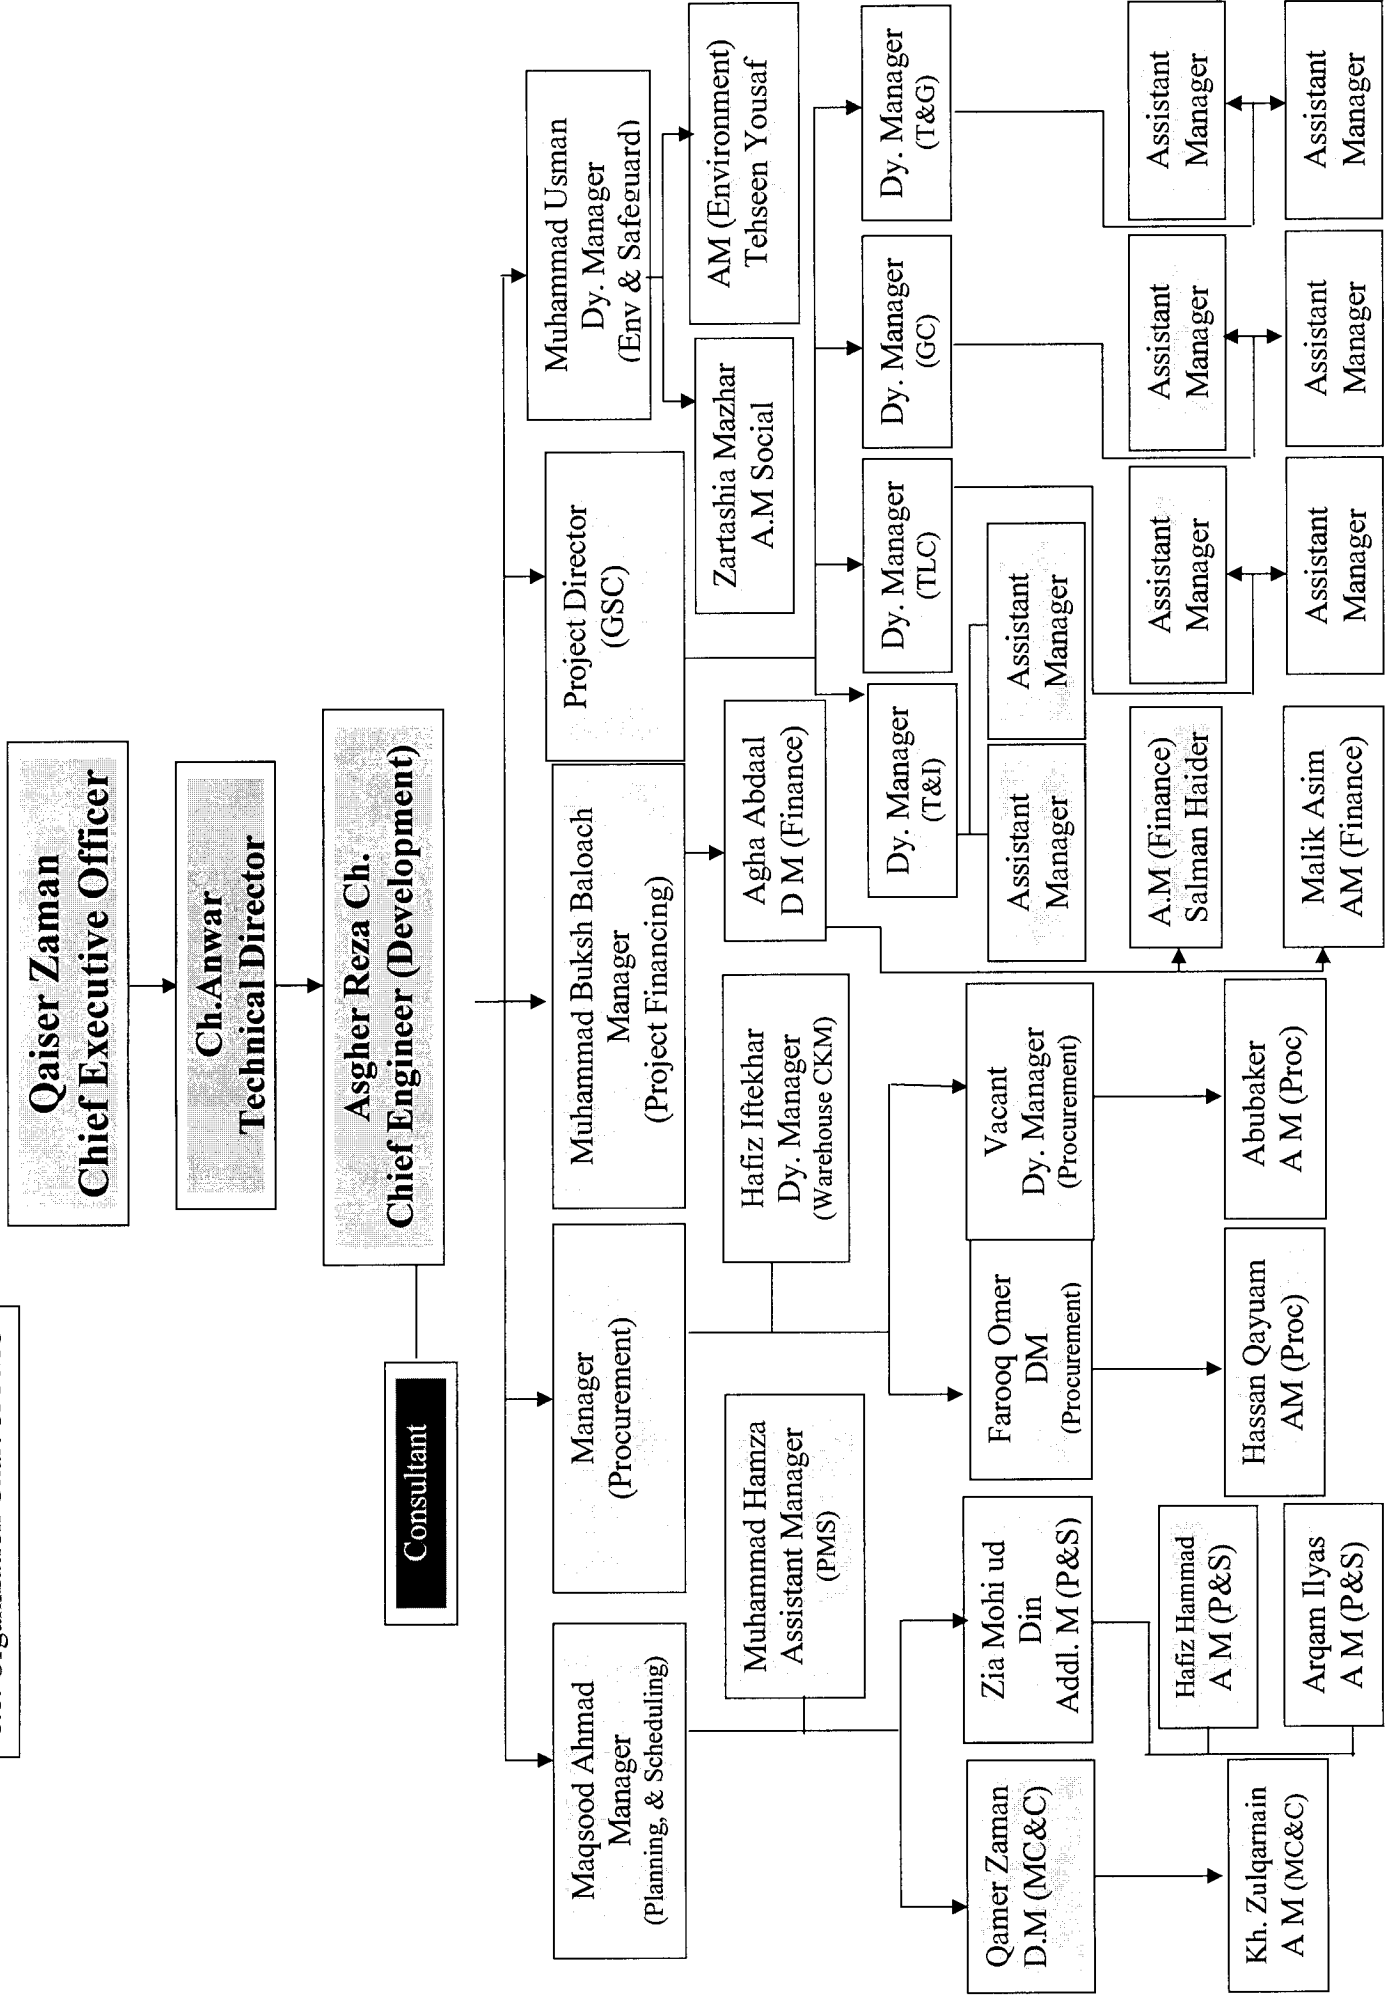 Qaiser Zaman
Chief Executive Officer
Ch.Anwar
Technical Director
Asgher Reza Ch.
Chief Engineer (Development)
Consultant
Maqsood Ahmad
Manager
(Planning, & Scheduling)
Manager
(Procurement)
Muhammad Buksh Baloach
Manager
(Project Financing)
Project Director
(GSC)
Muhammad Usman
Dy. Manager
(Env & Safeguard)
Muhammad Hamza
Assistant Manager
(PMS)
Hafiz Iftekhar
Dy. Manager
(Warehouse CKM)
Agha Abdaal
D M (Finance)
Zartashia Mazhar
A.M Social
AM (Environment)
Tehseen Yousaf
Dy. Manager
(T&I)
Dy. Manager
(TLC)
Dy. Manager
(GC)
Dy. Manager
(T&G)
Qamer Zaman
D.M (MC&C)
Zia Mohi ud
Din
Addl. M (P&S)
Farooq Omer
DM
(Procurement)
Vacant
Dy. Manager
(Procurement)
Assistant
Manager
Assistant
Manager
Hafiz Hammad
A M (P&S)
A.M (Finance)
Salman Haider
Assistant
Manager
Assistant
Manager
Assistant
Manager
Kh. Zulqarnain
A M (MC&C)
Arqam Ilyas
A M (P&S)
Hassan Qayuam
AM (Proc)
Abubaker
A M (Proc)
Malik Asim
AM (Finance)
Assistant
Manager
Assistant
Manager
Assistant
Manager